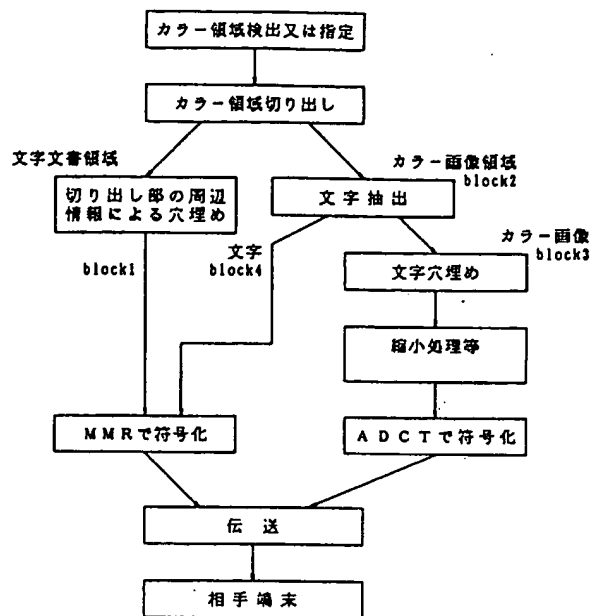 カラー領域検出又は指定
カラー領域切り出し
文字文書領域
カラー画像領域
block2
切り出し部の周辺
情報による穴埋め
文字抽出
block1
文字
block4
カラー画像
block3
文字穴埋め
縮小処理等
MMRで符号化
ADCTで符号化
伝送
相手端末